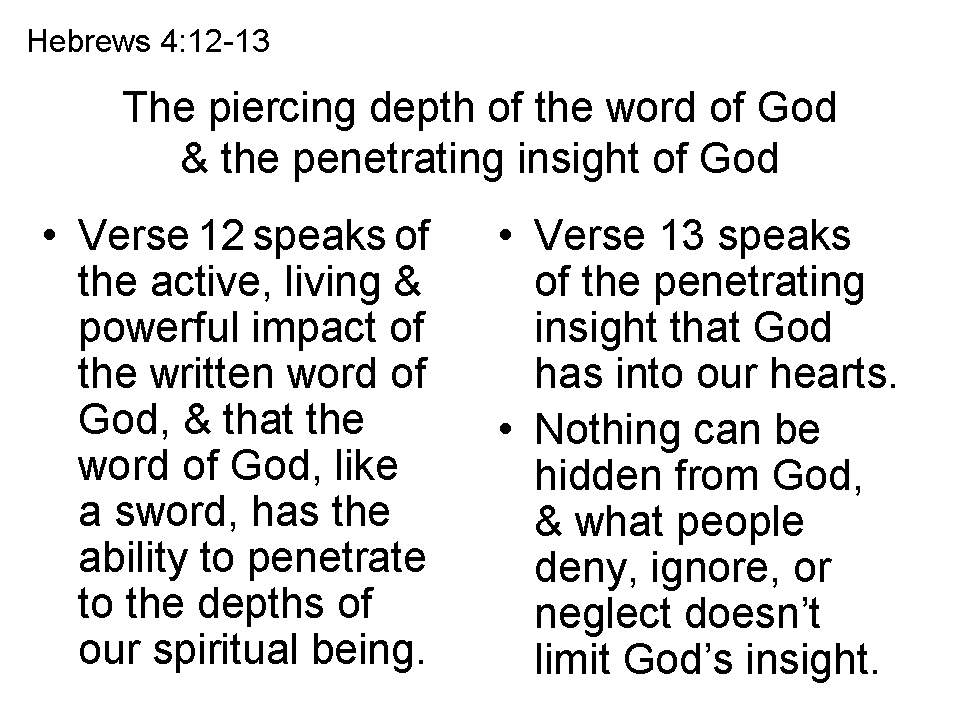 Hebrews 4:12-13
The piercing depth of the word of God
& the penetrating insight of God
• Verse 12 speaks of
the active, living &
powerful impact of
the written word of
God, & that the
word of God, like
a sword, has the
ability to penetrate
to the depths of
our spiritual being.
• Verse 13 speaks
of the penetrating
insight that God
has into our hearts.
• Nothing can be
hidden from God,
& what people
deny, ignore, or
neglect doesn’t
limit God’s insight.